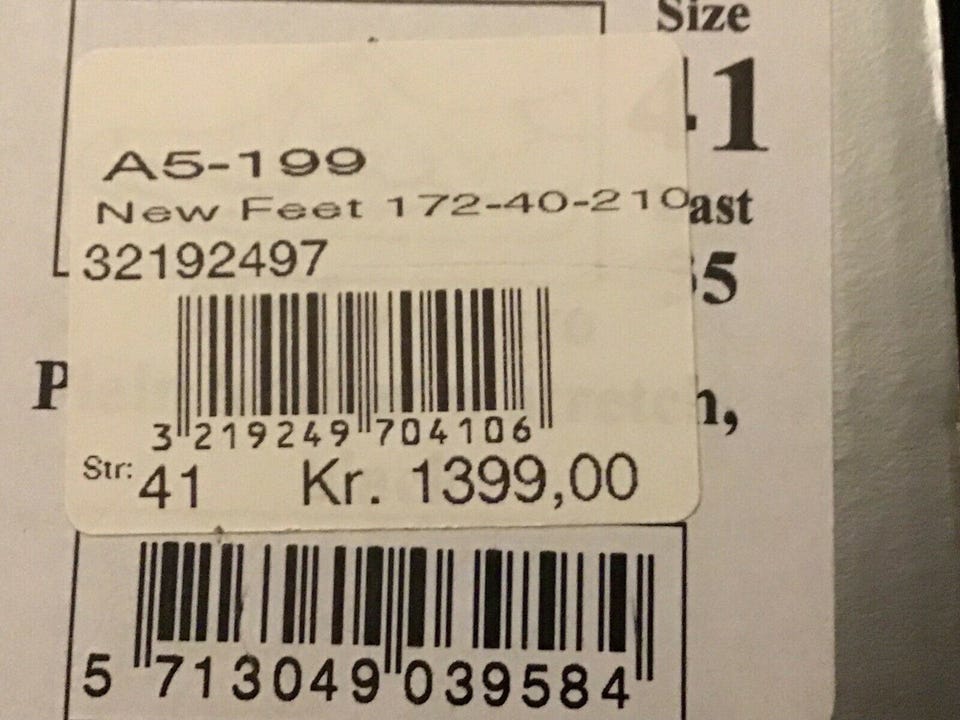 Size
41
A5-199
New Feet 172-40-210
ast
32192497
5
3 219249 704106
Str: 41 Kr. 1399,00
5 713049 039584